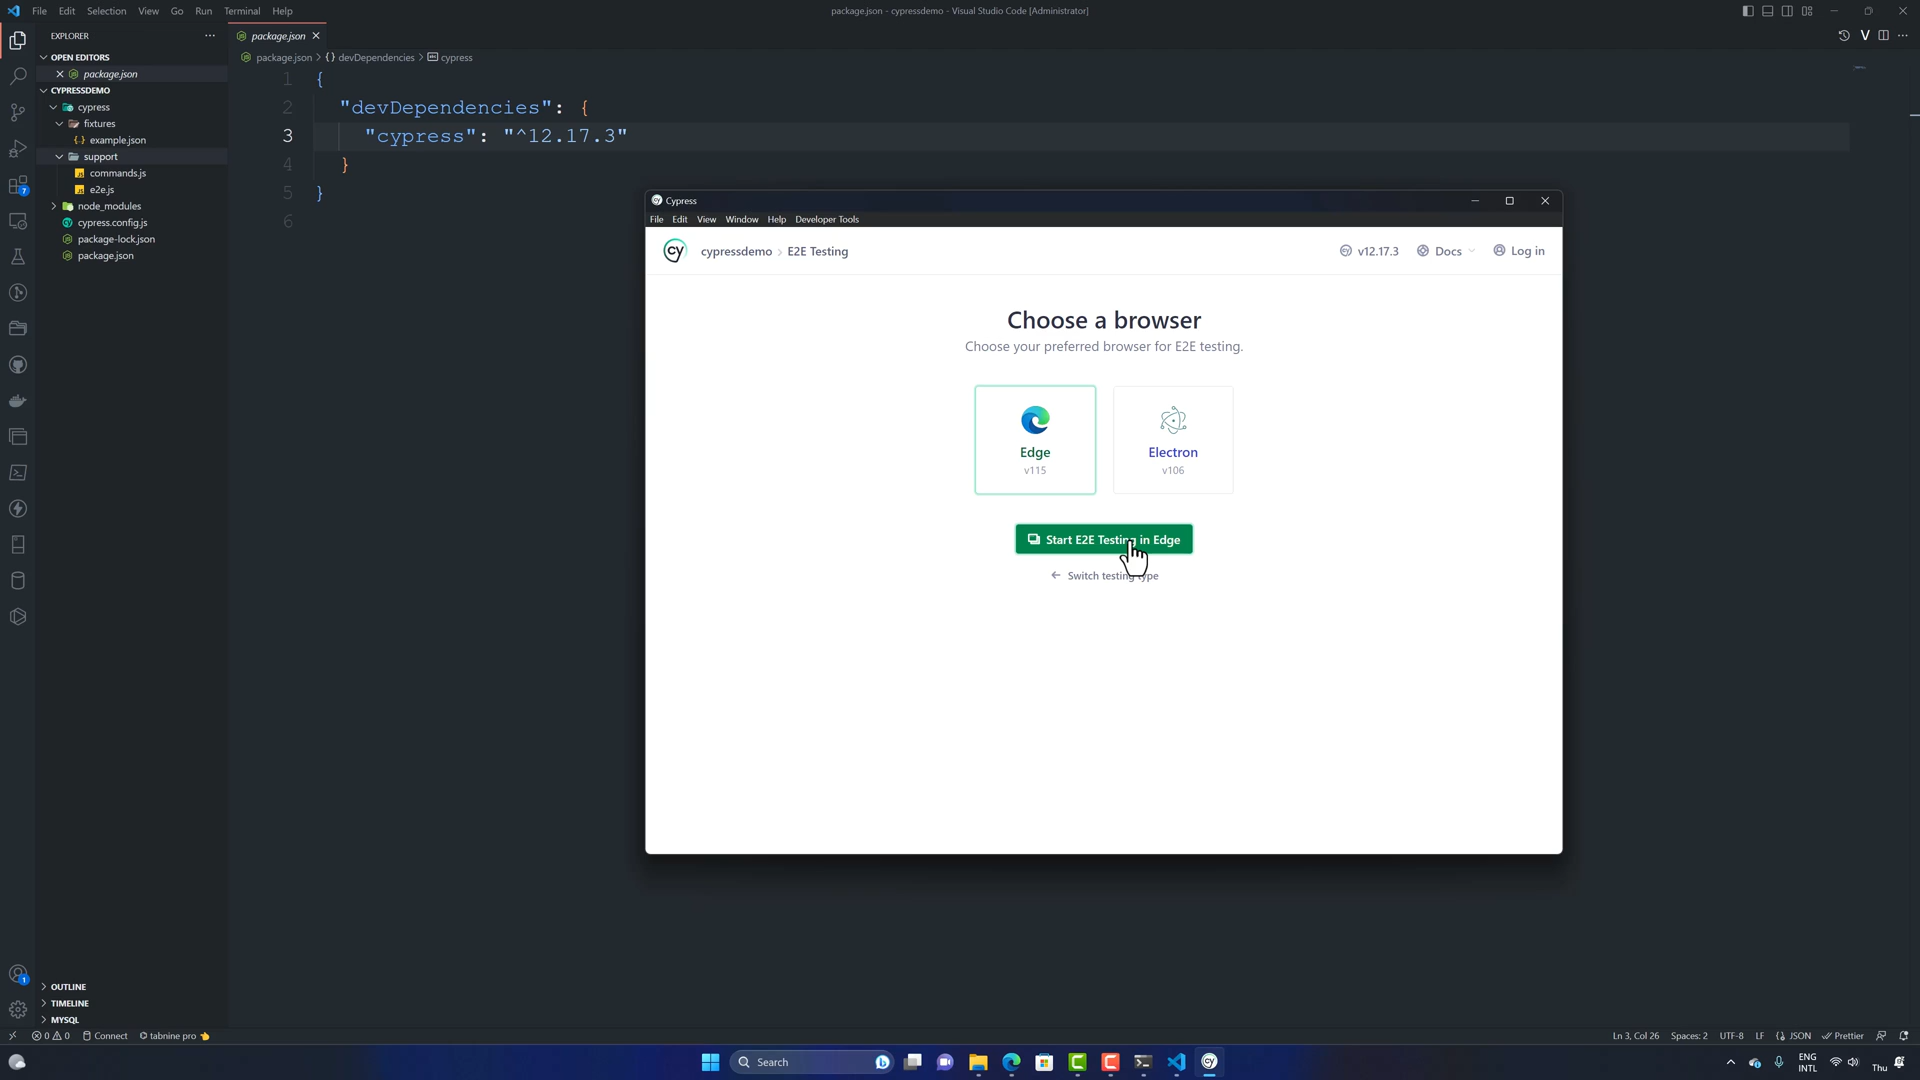 File Edit Selection View Go Run Terminal Help
package.json - cypressdemo - Visual Studio Code [Administrator]
EXPLORER
package.json
OPEN EDITORS
package.json
CYPRESSDEMO
cypress
fixtures
example.json
support
commands.js
e2e.js
node_modules
cypress.config.js
package-lock.json
package.json
OUTLINE
TIMELINE
MYSQL
7
1
package.json > {} devDependencies > cypress
1 {
2 "devDependencies": {
3 "cypress": "^12.17.3"
4 }
5 }
6
Cypress
File Edit View Window Help Developer Tools
cy cypressdemo > E2E Testing
v12.17.3 Docs Log in
Choose a browser
Choose your preferred browser for E2E testing.
Edge
v115
Electron
v106
Start E2E Testing in Edge
Switch testing type
0 0 Connect tabnine pro
Ln 3, Col 26 Spaces: 2 UTF-8 LF {} JSON Prettier
Search
ENG
INTL
Thu